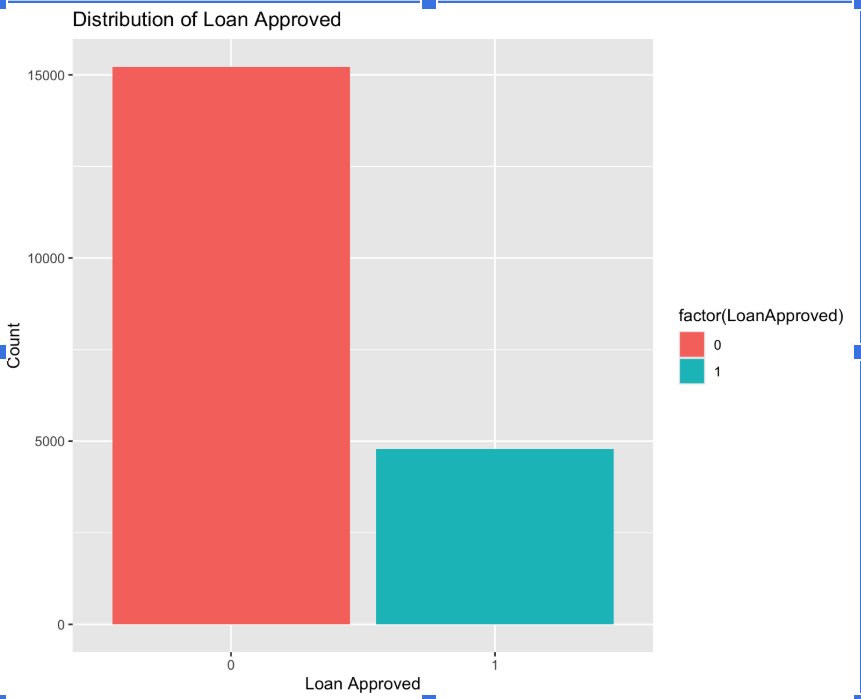 Distribution of Loan Approved
15000
10000
5000
0
Count
0
1
Loan Approved
factor(LoanApproved)
0
1